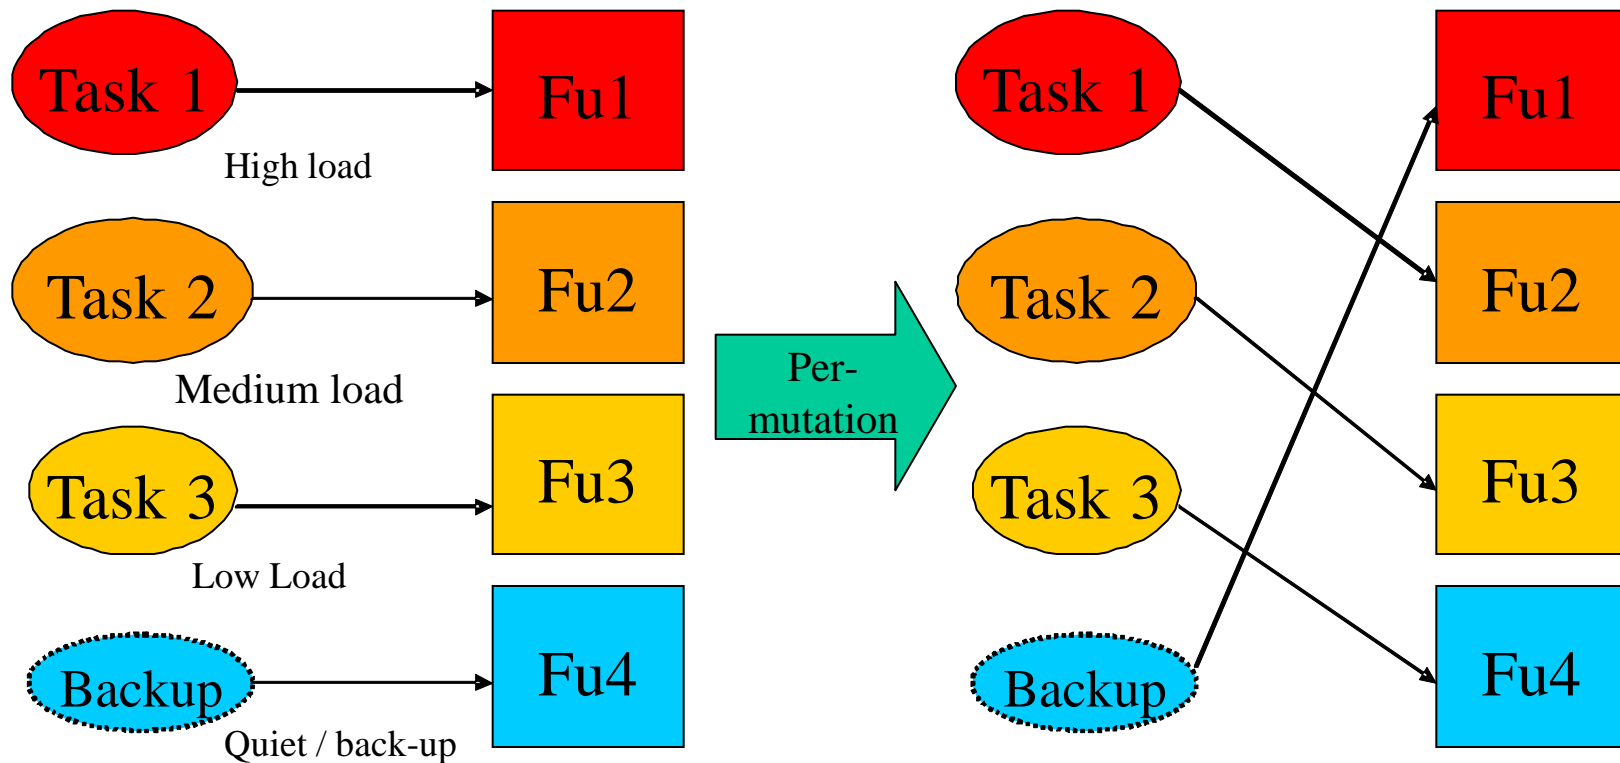 Task 1
Fu1
High load
Task 2
Fu2
Medium load
Task 3
Fu3
Low Load
Backup
Fu4
Quiet / back-up
Per-
mutation
Task 1
Fu1
Task 2
Fu2
Task 3
Fu3
Backup
Fu4